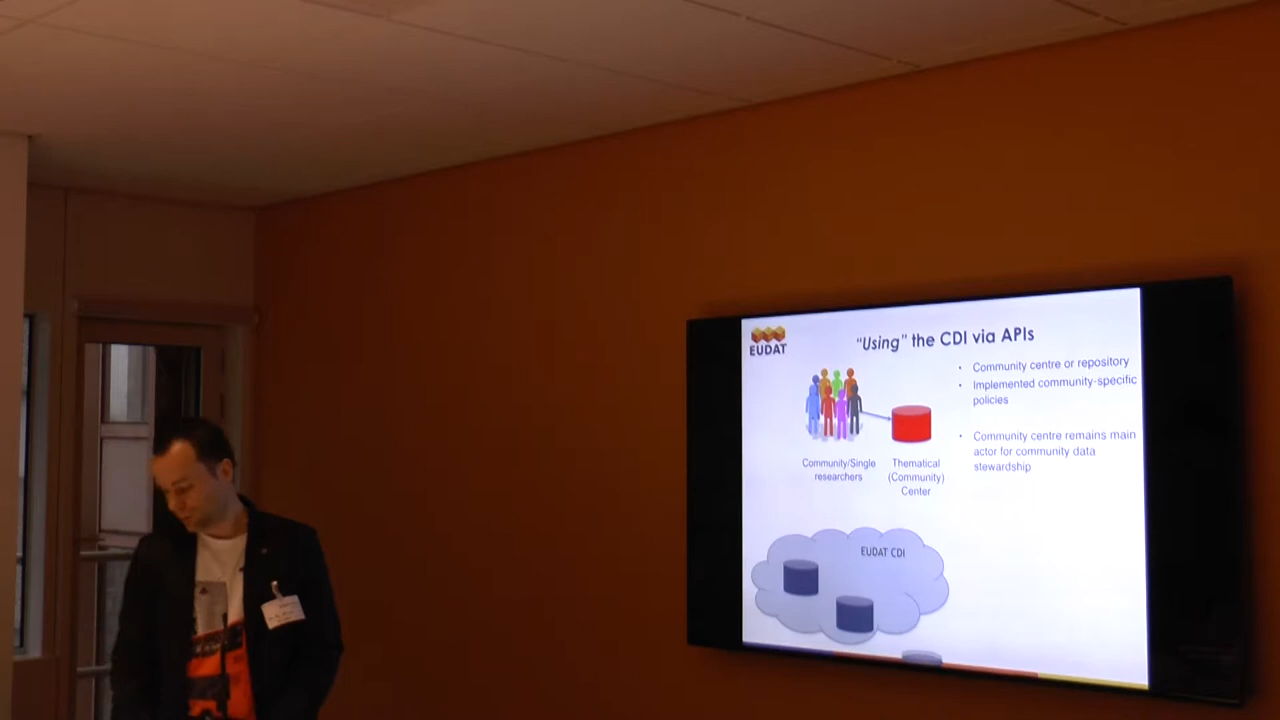 EUDAT
"Using" the CDI via APIs
• Community centre or repository
• Implemented community-specific
policies
• Community centre remains main
actor for community data
stewardship
Community/Single
researchers
Thematical
(Community)
Center
EUDAT CDI